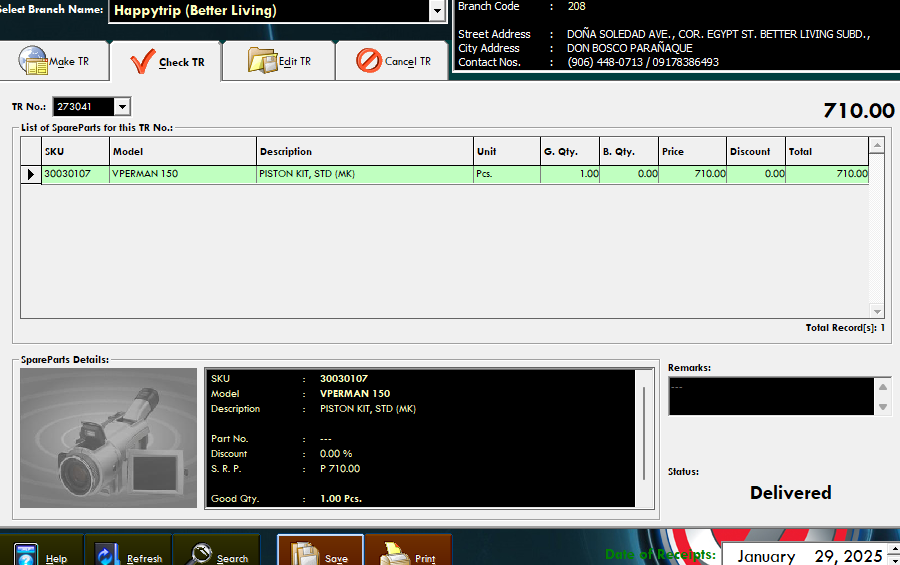 Select Branch Name: Happytrip (Better Living)
Branch Code : 208
Street Address : DOÑA SOLEDAD AVE., COR. EGYPT ST. BETTER LIVING SUBD.,
City Address : DON BOSCO PARAÑAQUE
Contact Nos. : (906) 448-0713 / 09178386493
Make TR Check TR Edit TR Cancel TR
TR No.: 273041 710.00
List of SpareParts for this TR No.:
SKU Model Description Unit G. Qty. B. Qty. Price Discount Total
30030107 VPERMAN 150 PISTON KIT, STD (MK) Pcs. 1.00 0.00 710.00 0.00 710.00
Total Record[s]: 1
SpareParts Details:
SKU : 30030107
Model : VPERMAN 150
Description : PISTON KIT, STD (MK)
Part No. : ---
Discount : 0.00 %
S. R. P. : P 710.00
Good Qty. : 1.00 Pcs.
Remarks:
---
Status:
Delivered
Help Refresh Search Save Print Date of Receipts: January 29, 2025